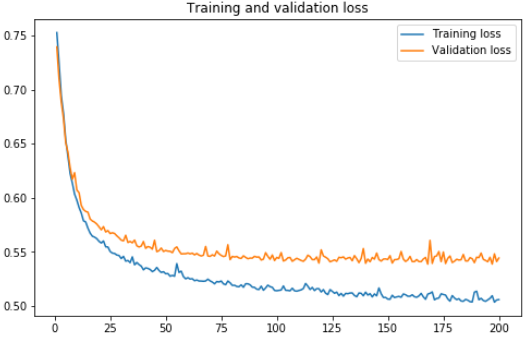 Training and validation loss
Training loss
Validation loss
0.75
0.70
0.65
0.60
0.55
0.50
0 25 50 75 100 125 150 175 200